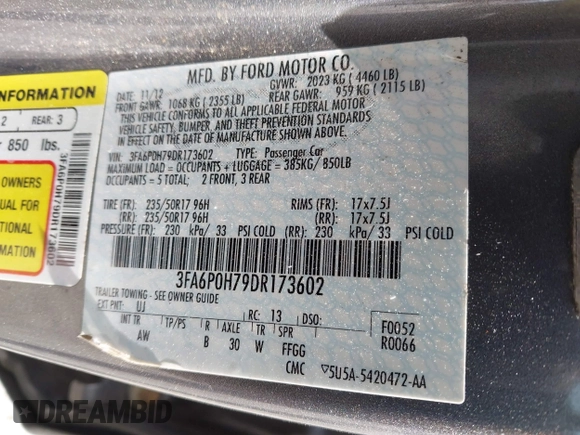 INFORMATION
2 REAR: 3
850 lbs.
OWNERS
UAL FOR
TIONAL
RMATION
3FA6P0H79DR173602
MFD. BY FORD MOTOR CO.
DATE: 11/12 GVWR: 2023 KG ( 4460 LB)
FRONT GAWR: 1068 KG ( 2355 LB) REAR GAWR: 959 KG ( 2115 LB)
THIS VEHICLE CONFORMS TO ALL APPLICABLE FEDERAL MOTOR
VEHICLE SAFETY, BUMPER, AND THEFT PREVENTION STANDARDS
IN EFFECT ON THE DATE OF MANUFACTURE SHOWN ABOVE.
VIN: 3FA6P0H79DR173602 TYPE: Passenger Car
MAXIMUM LOAD = OCCUPANTS + LUGGAGE = 385KG/ 850LB
OCCUPANTS = 5 TOTAL; 2 FRONT, 3 REAR
TIRE (FR): 235/50R17 96H RIMS (FR): 17x7.5J
(RR): 235/50R17 96H (RR): 17x7.5J
PRESSURE (FR): 230 kPa/ 33 PSI COLD (RR): 230 kPa/ 33 PSI COLD
3FA6P0H79DR173602
TRAILER TOWING - SEE OWNER GUIDE
EXT PNT: UJ RC: 13 DSO: F0052
INT TR TP/PS R AXLE TR SPR R0066
AW B 30 W FFGG
CMC ▽5U5A-5420472-AA
DREAMBID